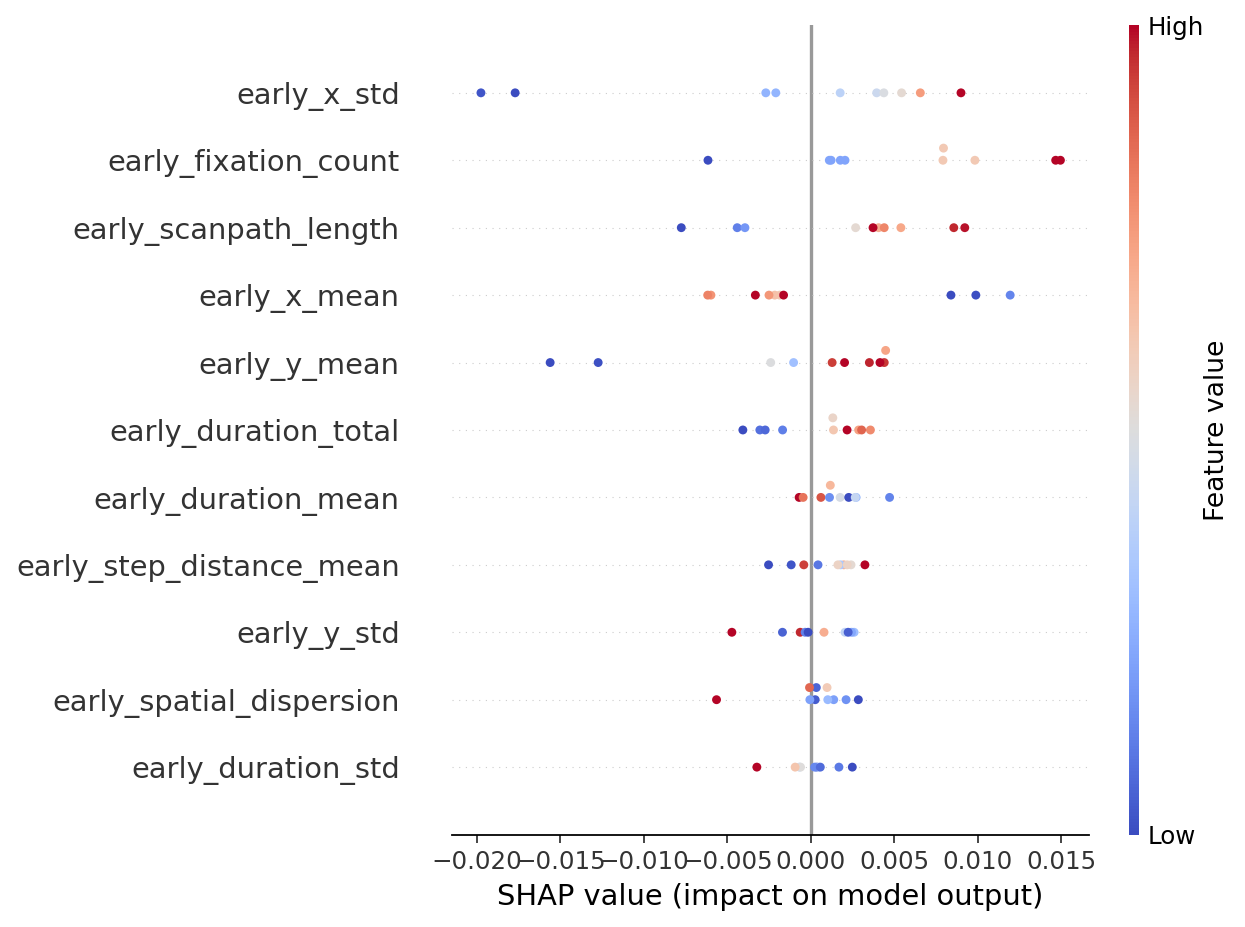 High
early_x_std
early_fixation_count
early_scanpath_length
early_x_mean
early_y_mean
early_duration_total
early_duration_mean
early_step_distance_mean
early_y_std
early_spatial_dispersion
early_duration_std
Feature value
Low
−0.020 −0.015 −0.010 −0.005 0.000 0.005 0.010 0.015
SHAP value (impact on model output)